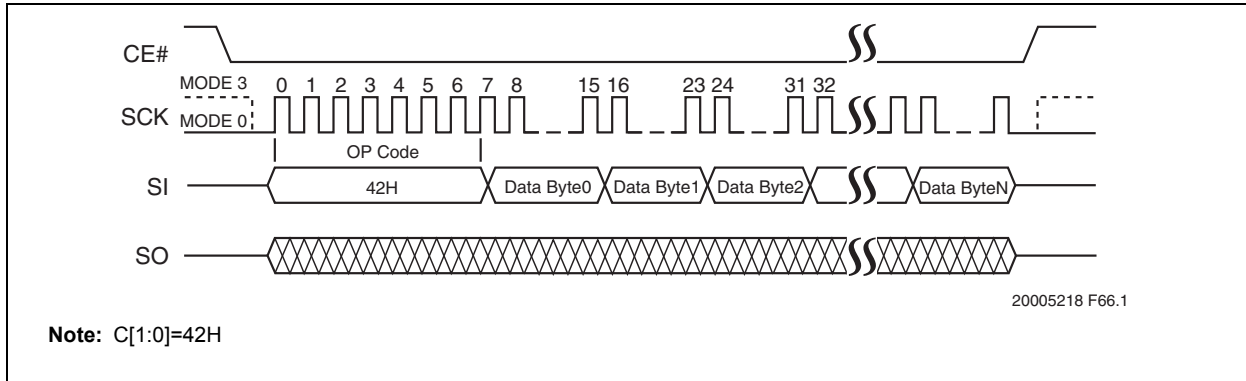 CE#
MODE 3 0 1 2 3 4 5 6 7 8 15 16 23 24 31 32
SCK MODE 0
OP Code
SI 42H Data Byte0 Data Byte1 Data Byte2 Data ByteN
SO
20005218 F66.1
Note: C[1:0]=42H